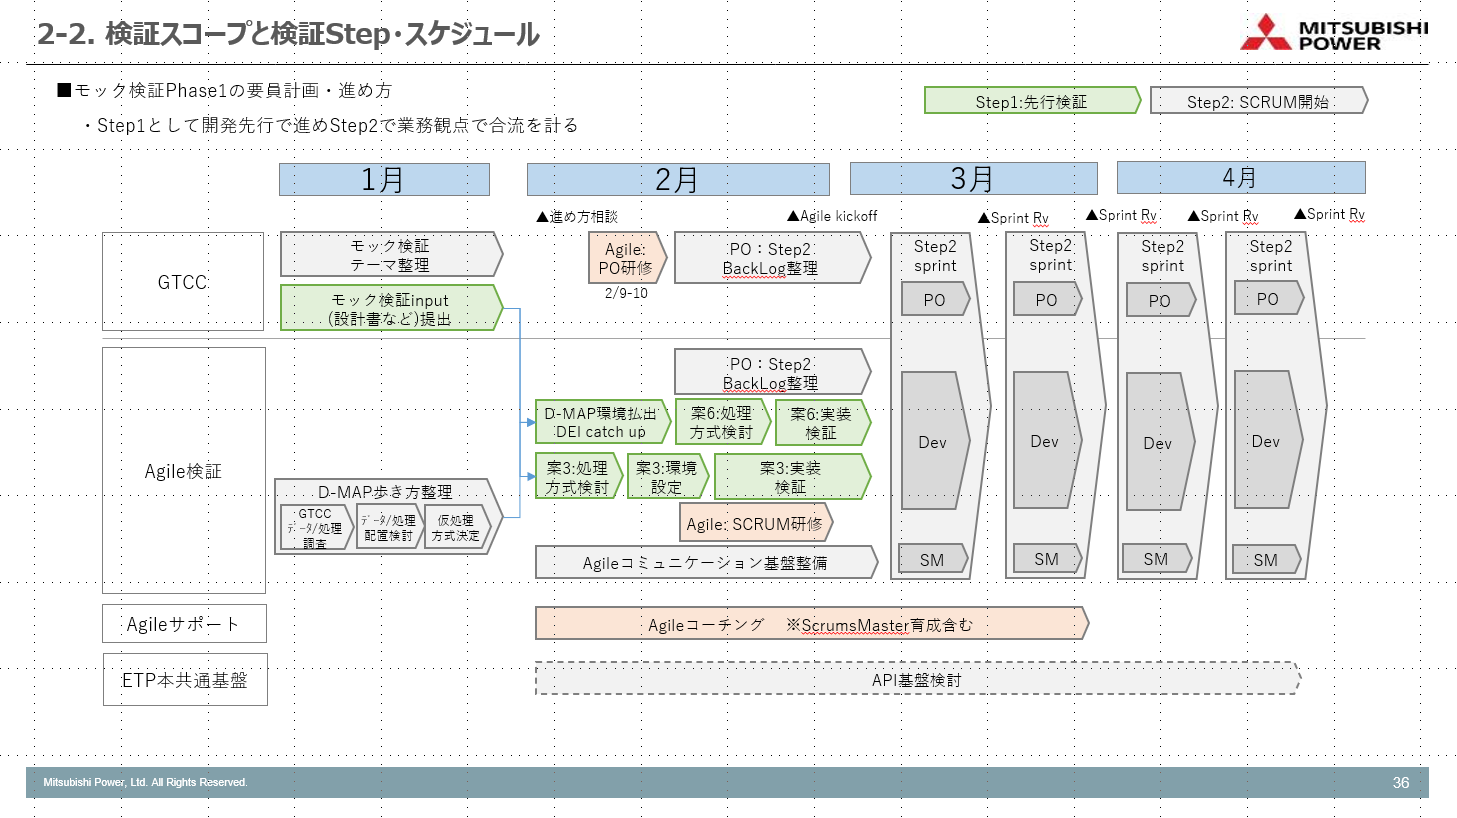 2-2. 検証スコープと検証Step・スケジュール
MITSUBISHI
POWER
■モック検証Phase1の要員計画・進め方
・Step1として開発先行で進めStep2で業務観点で合流を計る
Step1:先行検証
Step2: SCRUM開始
1月
2月
3月
4月
▲進め方相談
▲Agile kickoff
▲Sprint Rv
▲Sprint Rv
▲Sprint Rv
▲Sprint Rv
GTCC
モック検証
テーマ整理
モック検証input
(設計書など)提出
Agile:
PO研修
2/9-10
PO：Step2
BackLog整理
Step2
sprint
PO
Step2
sprint
PO
Step2
sprint
PO
Step2
sprint
PO
Agile検証
PO：Step2
BackLog整理
D-MAP環境払出
DEI catch up
案6:処理
方式検討
案6:実装
検証
案3:処理
方式検討
案3:環境
設定
案3:実装
検証
D-MAP歩き方整理
GTCC
ﾃﾞｰﾀ/処理
調査
ﾃﾞｰﾀ/処理
配置検討
仮処理
方式決定
Agile: SCRUM研修
Agileコミュニケーション基盤整備
Dev
Dev
Dev
Dev
SM
SM
SM
SM
Agileサポート
Agileコーチング　※ScrumsMaster育成含む
ETP本共通基盤
API基盤検討
Mitsubishi Power, Ltd. All Rights Reserved.
36